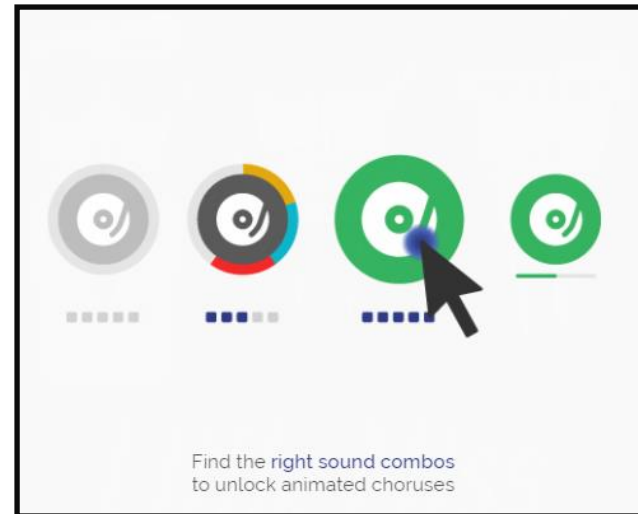 Find the right sound combos
to unlock animated choruses